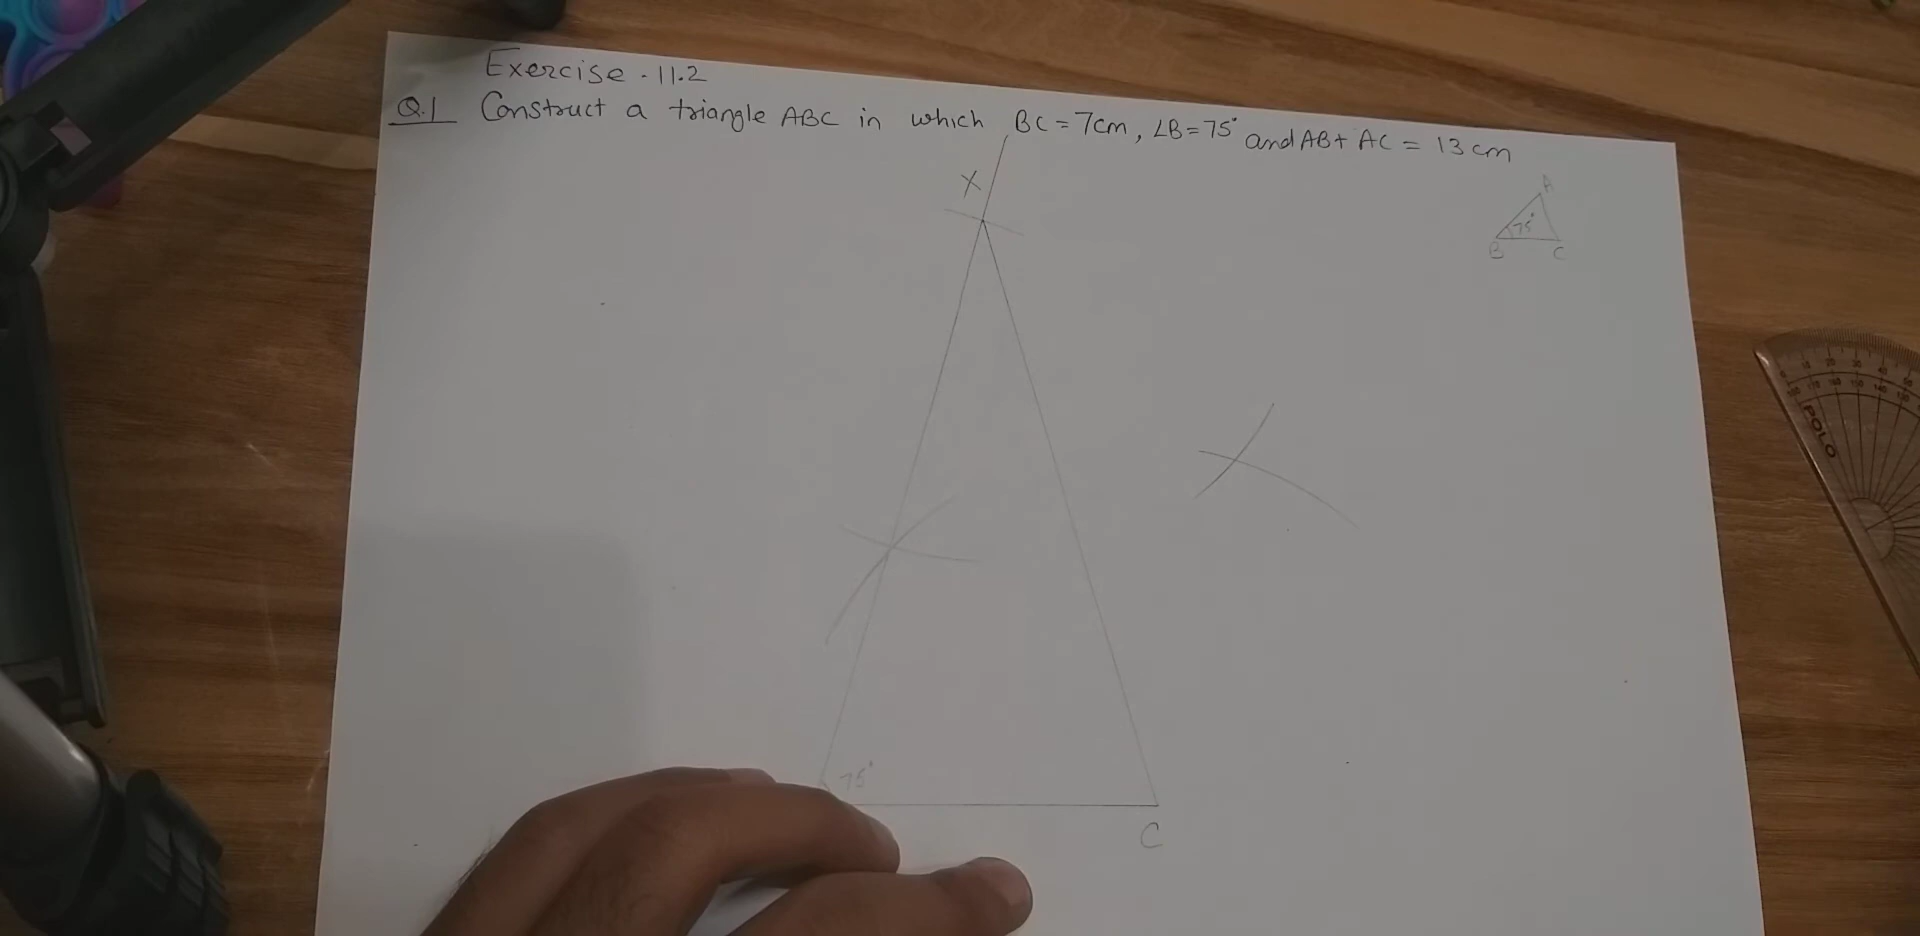 Exercise - 11.2
Q.1 Construct a triangle ABC in which BC = 7cm, ∠B = 75° and AB + AC = 13 cm
X
A
75°
B C
POLO
75°
C